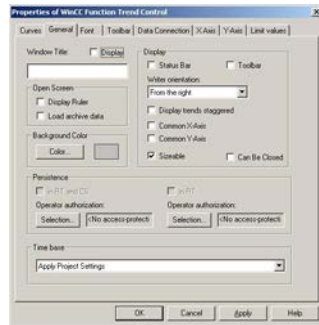 Properties of WinCC Function Trend Control
Curves General Font Toolbar Data Connection X Axis Y-Axis Limit values
Window Title: Display
Display
Status Bar Toolbar
Writer orientation:
From the right
Open Screen
Display Ruler
Load archive data
Display trends staggered
Common X-Axis
Common Y-Axis
Background Color
Color...
Sizeable Can Be Closed
Persistence
in RT and CS in RT
Operator authorization: Operator authorization:
Selection... <No access-protecti Selection... <No access-protecti
Time base
Apply Project Settings
OK Cancel Apply Help